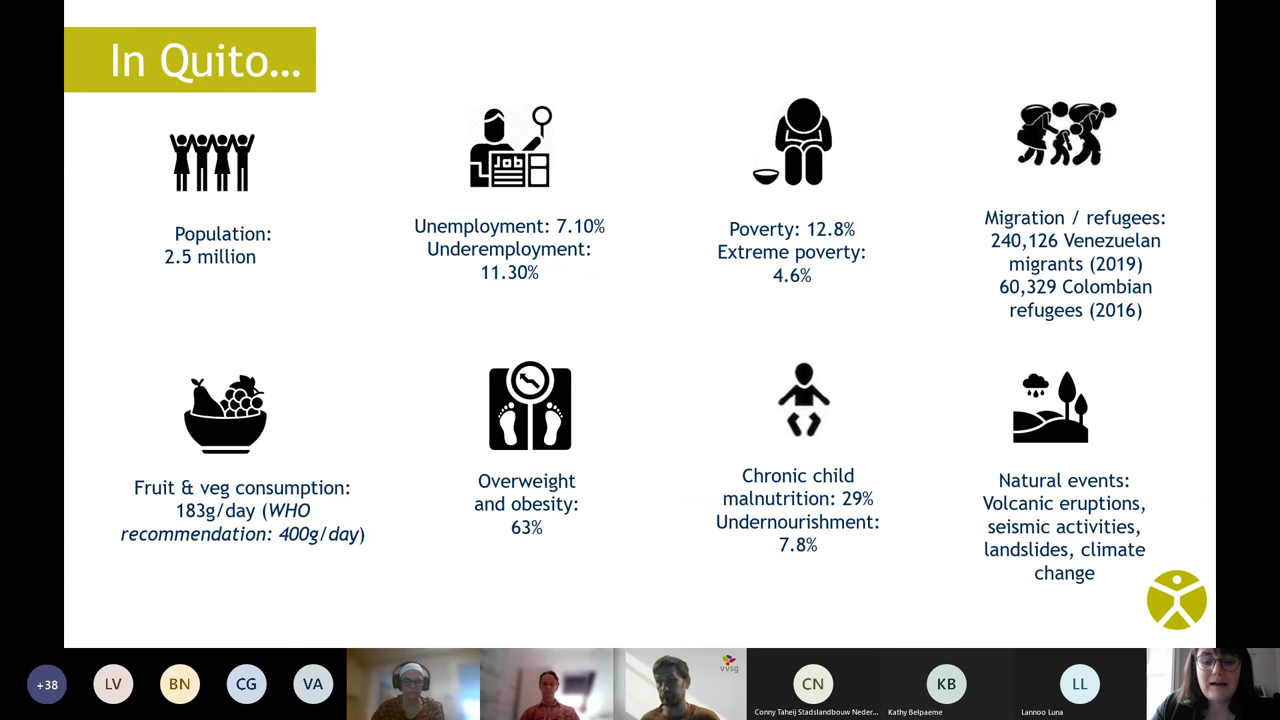 In Quito...
Job
Population:
2.5 million
Unemployment: 7.10%
Underemployment:
11.30%
Poverty: 12.8%
Extreme poverty:
4.6%
Migration / refugees:
240,126 Venezuelan
migrants (2019)
60,329 Colombian
refugees (2016)
Fruit & veg consumption:
183g/day (WHO
recommendation: 400g/day)
Overweight
and obesity:
63%
Chronic child
malnutrition: 29%
Undernourishment:
7.8%
Natural events:
Volcanic eruptions,
seismic activities,
landslides, climate
change
+38
LV
BN
CG
VA
vvsg
CN
Conny Taheij Stadslandbouw Neder...
KB
Kathy Belpaeme
LL
Lannoo Luna